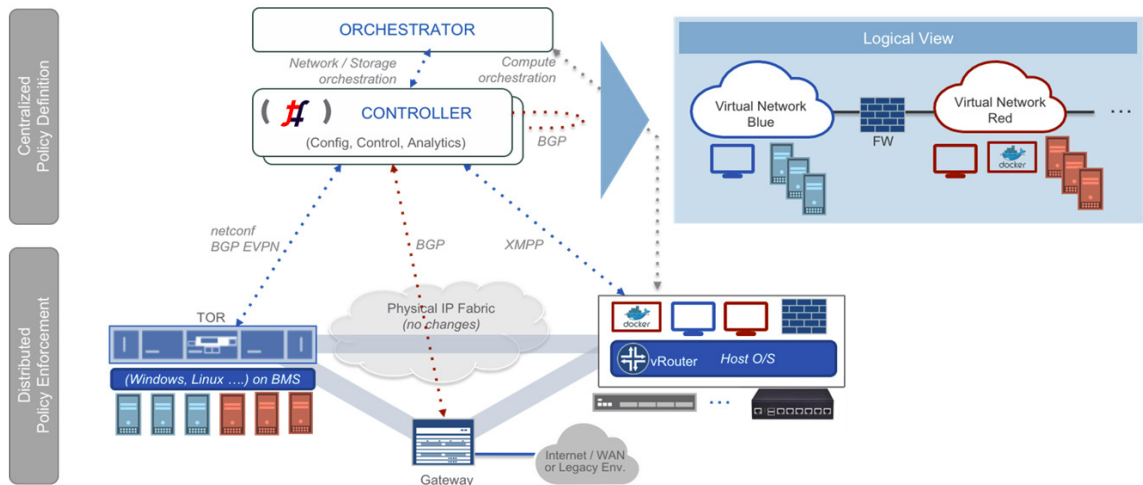 Centralized
Policy Definition
ORCHESTRATOR
Network / Storage
orchestration
Compute
orchestration
( tf )
CONTROLLER
(Config, Control, Analytics)
BGP
Logical View
Virtual Network
Blue
FW
Virtual Network
Red
...
docker
Distributed
Policy Enforcement
netconf
BGP EVPN
BGP
XMPP
Physical IP Fabric
(no changes)
TOR
(Windows, Linux ....) on BMS
docker
vRouter
Host O/S
...
Gateway
Internet / WAN
or Legacy Env.